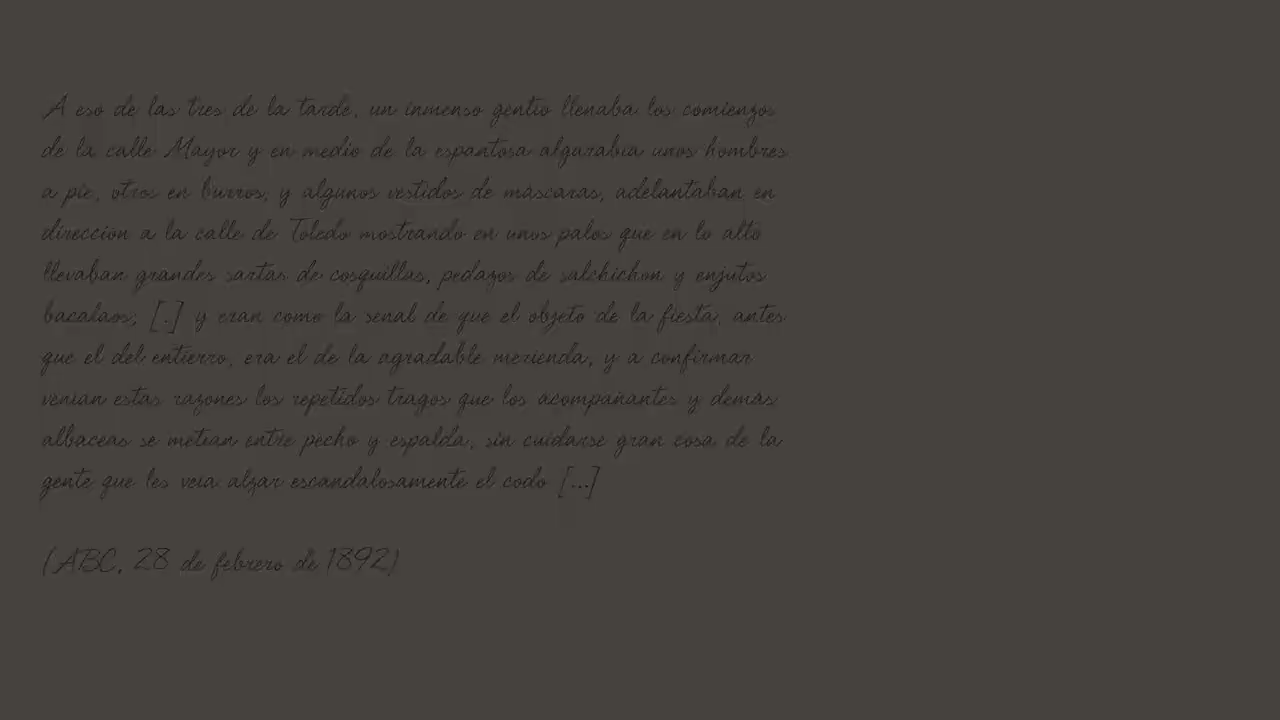 A eso de las tres de la tarde, un inmenso gentío llenaba los comienzos
de la calle Mayor y en medio de la espantosa algarabía unos hombres
a pie, otros en burros, y algunos vestidos de máscaras, adelantaban en
dirección a la calle de Toledo mostrando en unos palos que en lo alto
llevaban grandes sartas de cosquillas, pedazos de salchichón y enjutos
bacalaos; [..] y eran como la señal de que el objeto de la fiesta, antes
que el del entierro, era el de la agradable merienda, y a confirmar
venían estas razones los repetidos tragos que los acompañantes y demás
albaceas se metían entre pecho y espalda, sin cuidarse gran cosa de la
gente que les veía alzar escandalosamente el codo [...]
(ABC, 28 de febrero de 1892)